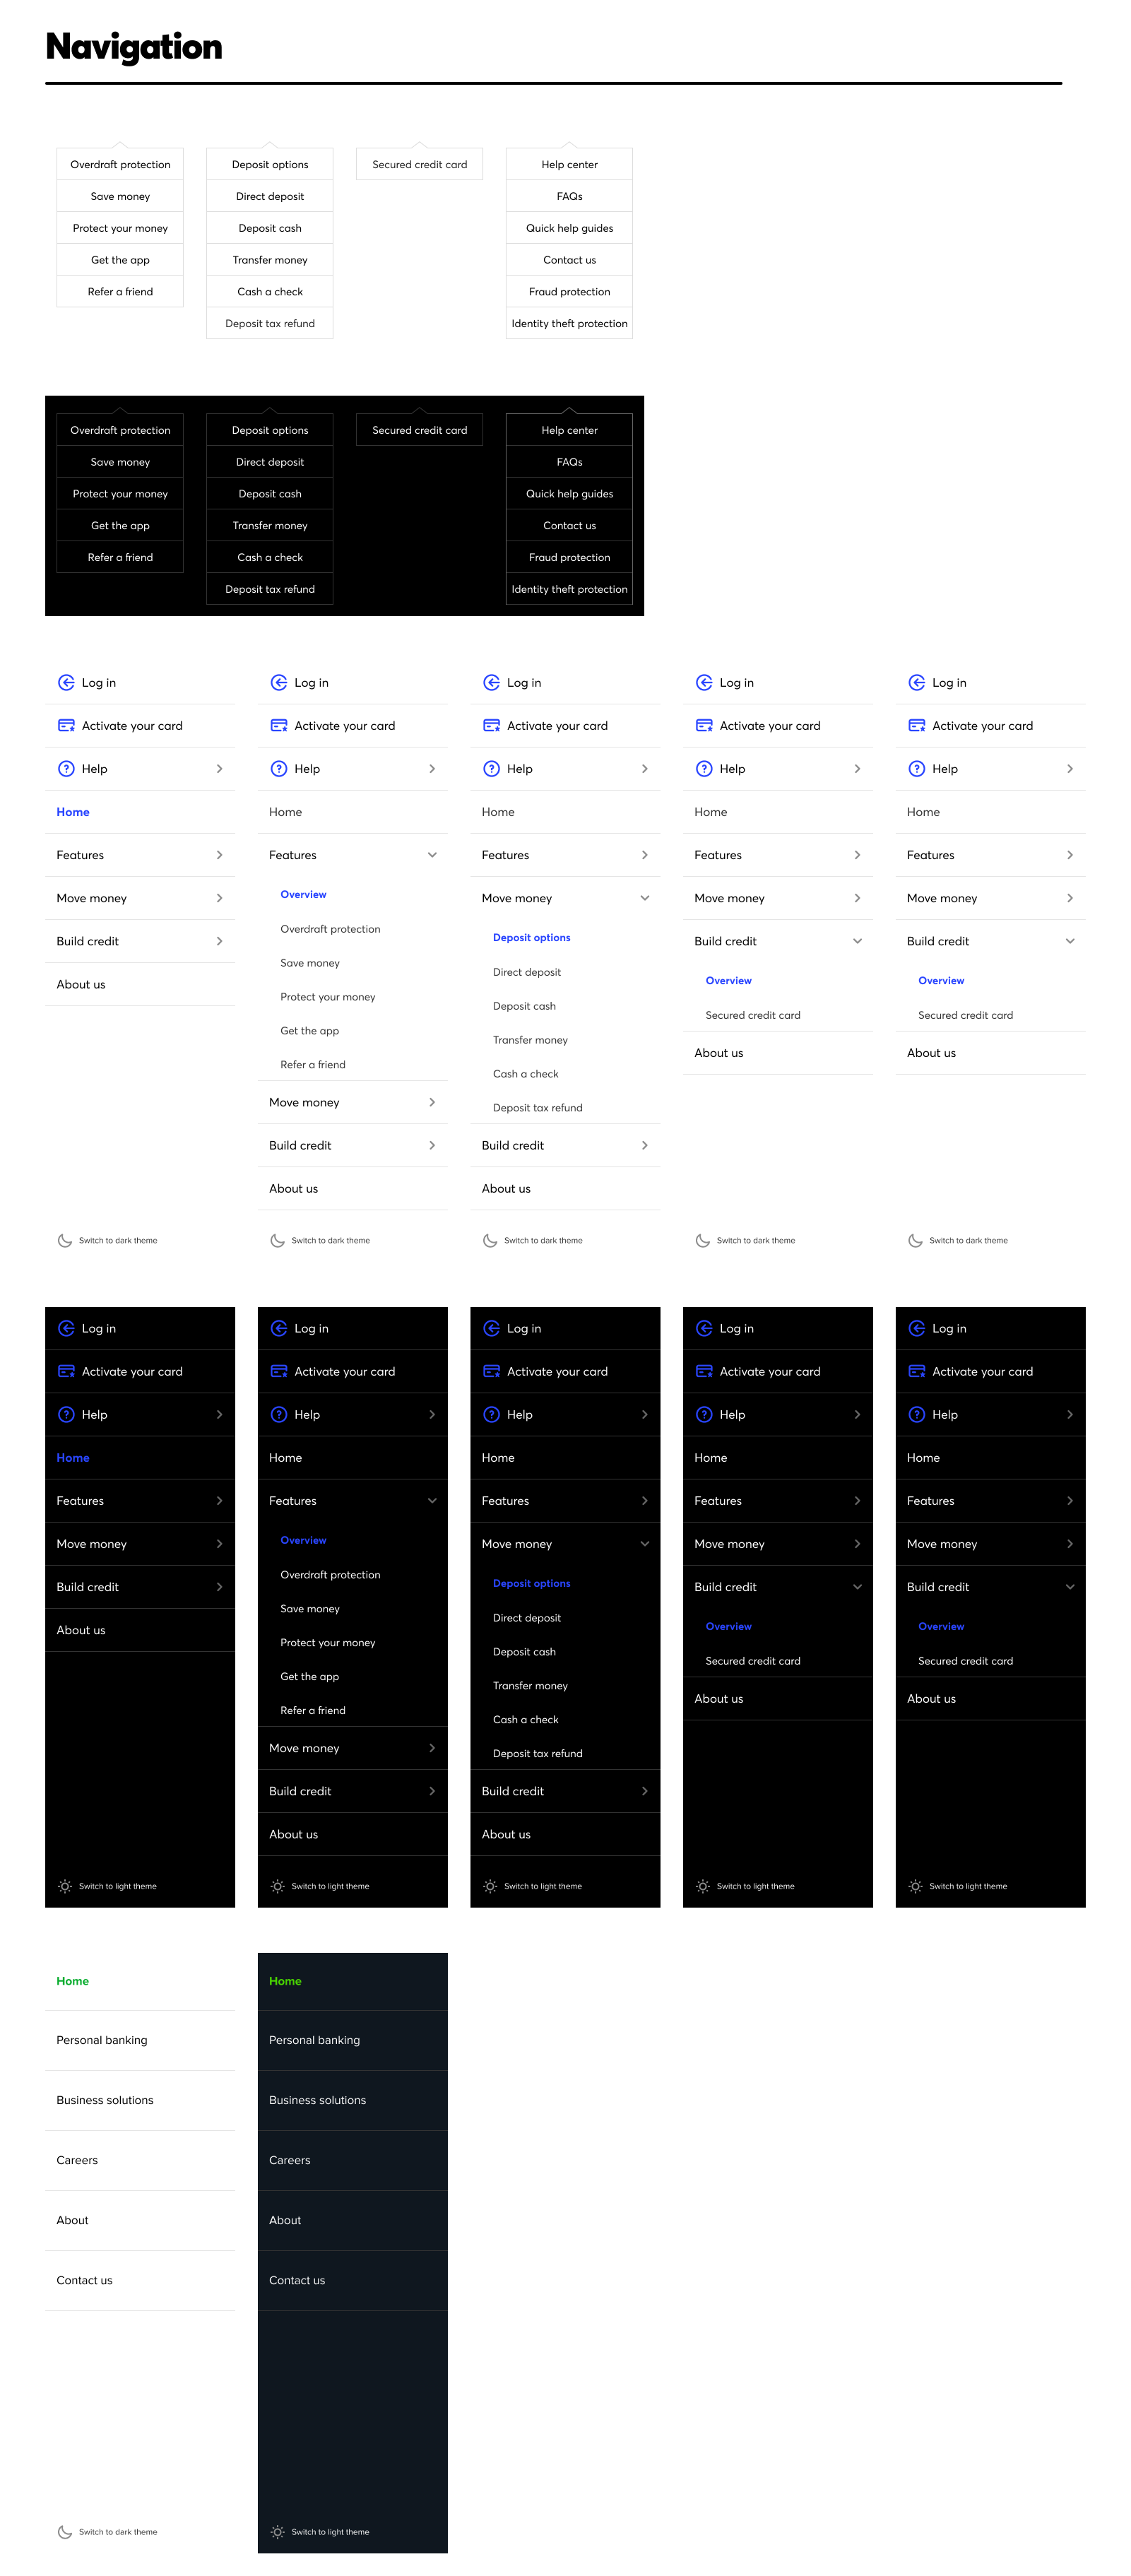 Navigation
Overdraft protection
Save money
Protect your money
Get the app
Refer a friend
Deposit options
Direct deposit
Deposit cash
Transfer money
Cash a check
Deposit tax refund
Secured credit card
Help center
FAQs
Quick help guides
Contact us
Fraud protection
Identity theft protection
Overdraft protection
Save money
Protect your money
Get the app
Refer a friend
Deposit options
Direct deposit
Deposit cash
Transfer money
Cash a check
Deposit tax refund
Secured credit card
Help center
FAQs
Quick help guides
Contact us
Fraud protection
Identity theft protection
Log in
Activate your card
Help
Home
Features
Move money
Build credit
About us
Switch to dark theme
Log in
Activate your card
Help
Home
Features
Overview
Overdraft protection
Save money
Protect your money
Get the app
Refer a friend
Move money
Build credit
About us
Switch to dark theme
Log in
Activate your card
Help
Home
Features
Move money
Deposit options
Direct deposit
Deposit cash
Transfer money
Cash a check
Deposit tax refund
Build credit
About us
Switch to dark theme
Log in
Activate your card
Help
Home
Features
Move money
Build credit
Overview
Secured credit card
About us
Switch to dark theme
Log in
Activate your card
Help
Home
Features
Move money
Build credit
Overview
Secured credit card
About us
Switch to dark theme
Log in
Activate your card
Help
Home
Features
Move money
Build credit
About us
Switch to light theme
Log in
Activate your card
Help
Home
Features
Overview
Overdraft protection
Save money
Protect your money
Get the app
Refer a friend
Move money
Build credit
About us
Switch to light theme
Log in
Activate your card
Help
Home
Features
Move money
Deposit options
Direct deposit
Deposit cash
Transfer money
Cash a check
Deposit tax refund
Build credit
About us
Switch to light theme
Log in
Activate your card
Help
Home
Features
Move money
Build credit
Overview
Secured credit card
About us
Switch to light theme
Log in
Activate your card
Help
Home
Features
Move money
Build credit
Overview
Secured credit card
About us
Switch to light theme
Home
Personal banking
Business solutions
Careers
About
Contact us
Switch to dark theme
Home
Personal banking
Business solutions
Careers
About
Contact us
Switch to light theme